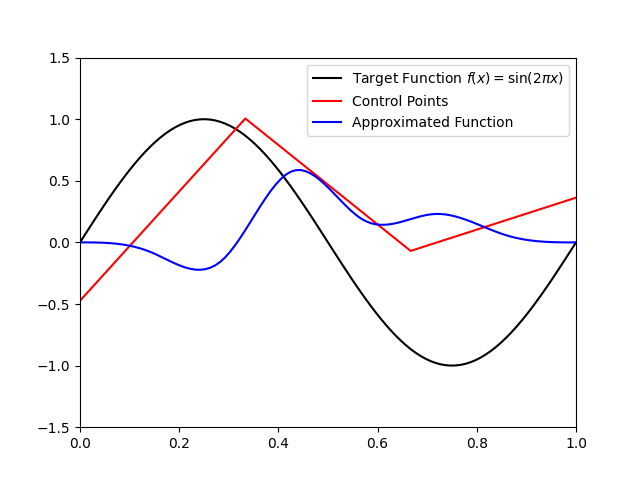 Target Function f(x) = sin(2πx)
Control Points
Approximated Function
1.5
1.0
0.5
0.0
−0.5
−1.0
−1.5
0.0 0.2 0.4 0.6 0.8 1.0